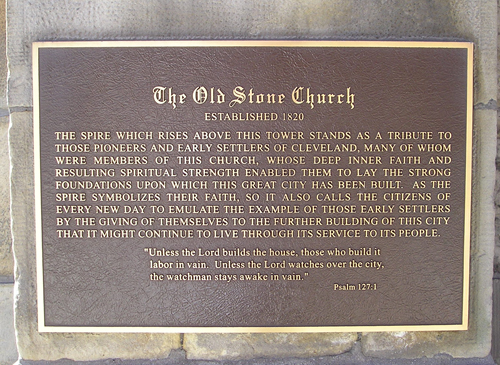 The Old Stone Church
ESTABLISHED 1820
THE SPIRE WHICH RISES ABOVE THIS TOWER STANDS AS A TRIBUTE TO
THOSE PIONEERS AND EARLY SETTLERS OF CLEVELAND, MANY OF WHOM
WERE MEMBERS OF THIS CHURCH, WHOSE DEEP INNER FAITH AND
RESULTING SPIRITUAL STRENGTH ENABLED THEM TO LAY THE STRONG
FOUNDATIONS UPON WHICH THIS GREAT CITY HAS BEEN BUILT. AS THE
SPIRE SYMBOLIZES THEIR FAITH, SO IT ALSO CALLS THE CITIZENS OF
EVERY NEW DAY TO EMULATE THE EXAMPLE OF THOSE EARLY SETTLERS
BY THE GIVING OF THEMSELVES TO THE FURTHER BUILDING OF THIS CITY
THAT IT MIGHT CONTINUE TO LIVE THROUGH ITS SERVICE TO ITS PEOPLE.
"Unless the Lord builds the house, those who build it
labor in vain. Unless the Lord watches over the city,
the watchman stays awake in vain."
Psalm 127:1